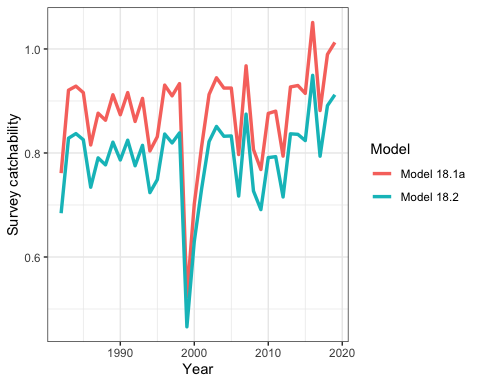 Survey catchability
1.0
0.8
0.6
1990
2000
2010
2020
Year
Model
Model 18.1a
Model 18.2